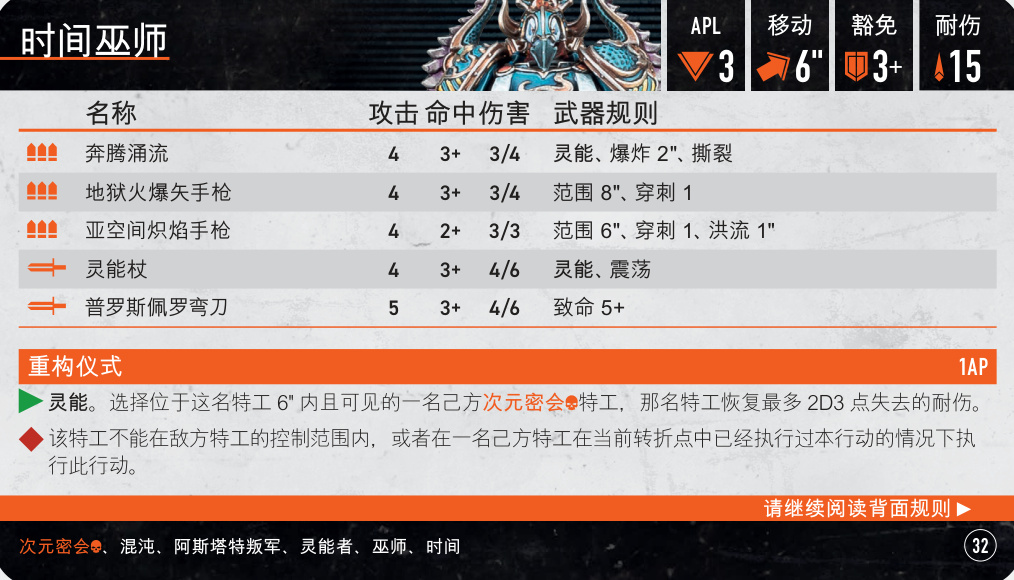 时间巫师
APL 移动 豁免 耐伤
3 6" 3+ 15
名称 攻击 命中 伤害 武器规则
奔腾涌流 4 3+ 3/4 灵能、爆炸 2"、撕裂
地狱火爆矢手枪 4 3+ 3/4 范围 8"、穿刺 1
亚空间炽焰手枪 4 2+ 3/3 范围 6"、穿刺 1、洪流 1"
灵能杖 4 3+ 4/6 灵能、震荡
普罗斯佩罗弯刀 5 3+ 4/6 致命 5+
重构仪式 1AP
灵能。选择位于这名特工 6" 内且可见的一名己方次元密会特工，那名特工恢复最多 2D3 点失去的耐伤。
该特工不能在敌方特工的控制范围内，或者在一名己方特工在当前转折点中已经执行过本行动的情况下执
行此行动。
请继续阅读背面规则
次元密会、混沌、阿斯塔特叛军、灵能者、巫师、时间 32